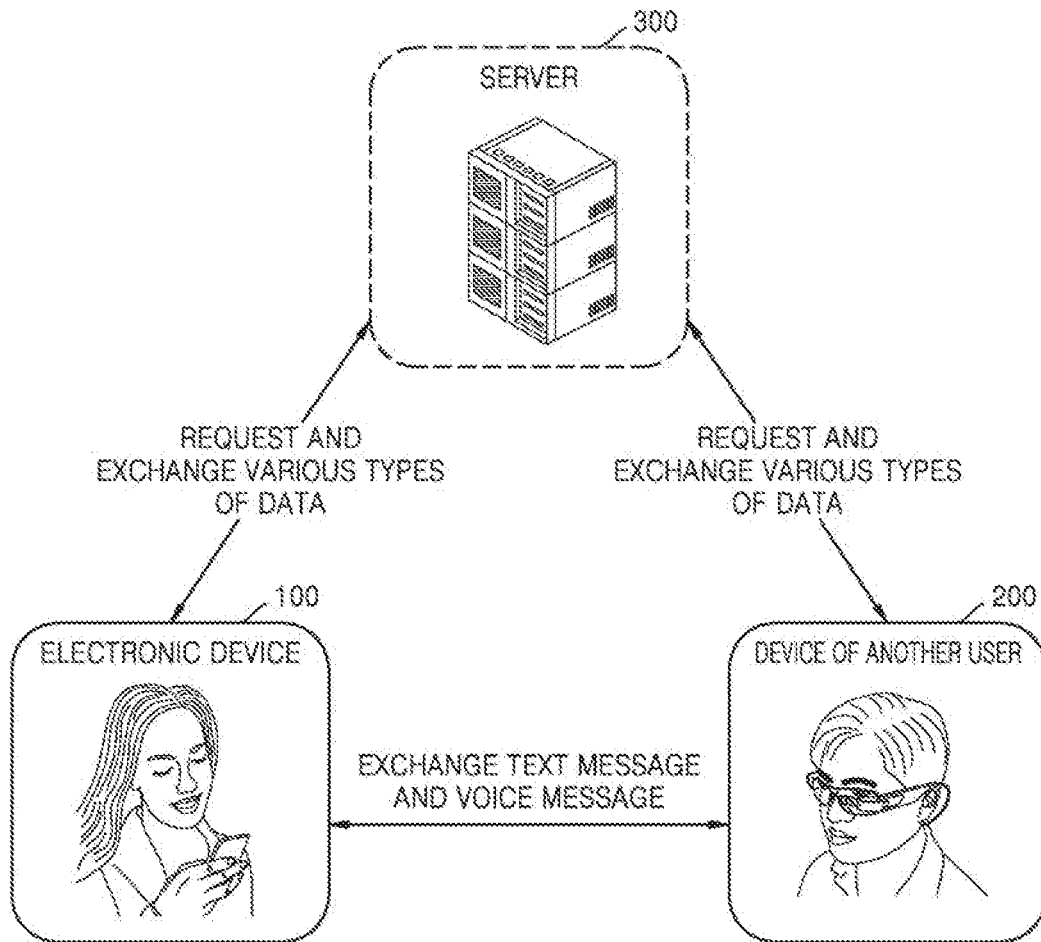 300
SERVER
REQUEST AND
EXCHANGE VARIOUS TYPES
OF DATA
REQUEST AND
EXCHANGE VARIOUS TYPES
OF DATA
100
ELECTRONIC DEVICE
200
DEVICE OF ANOTHER USER
EXCHANGE TEXT MESSAGE
AND VOICE MESSAGE